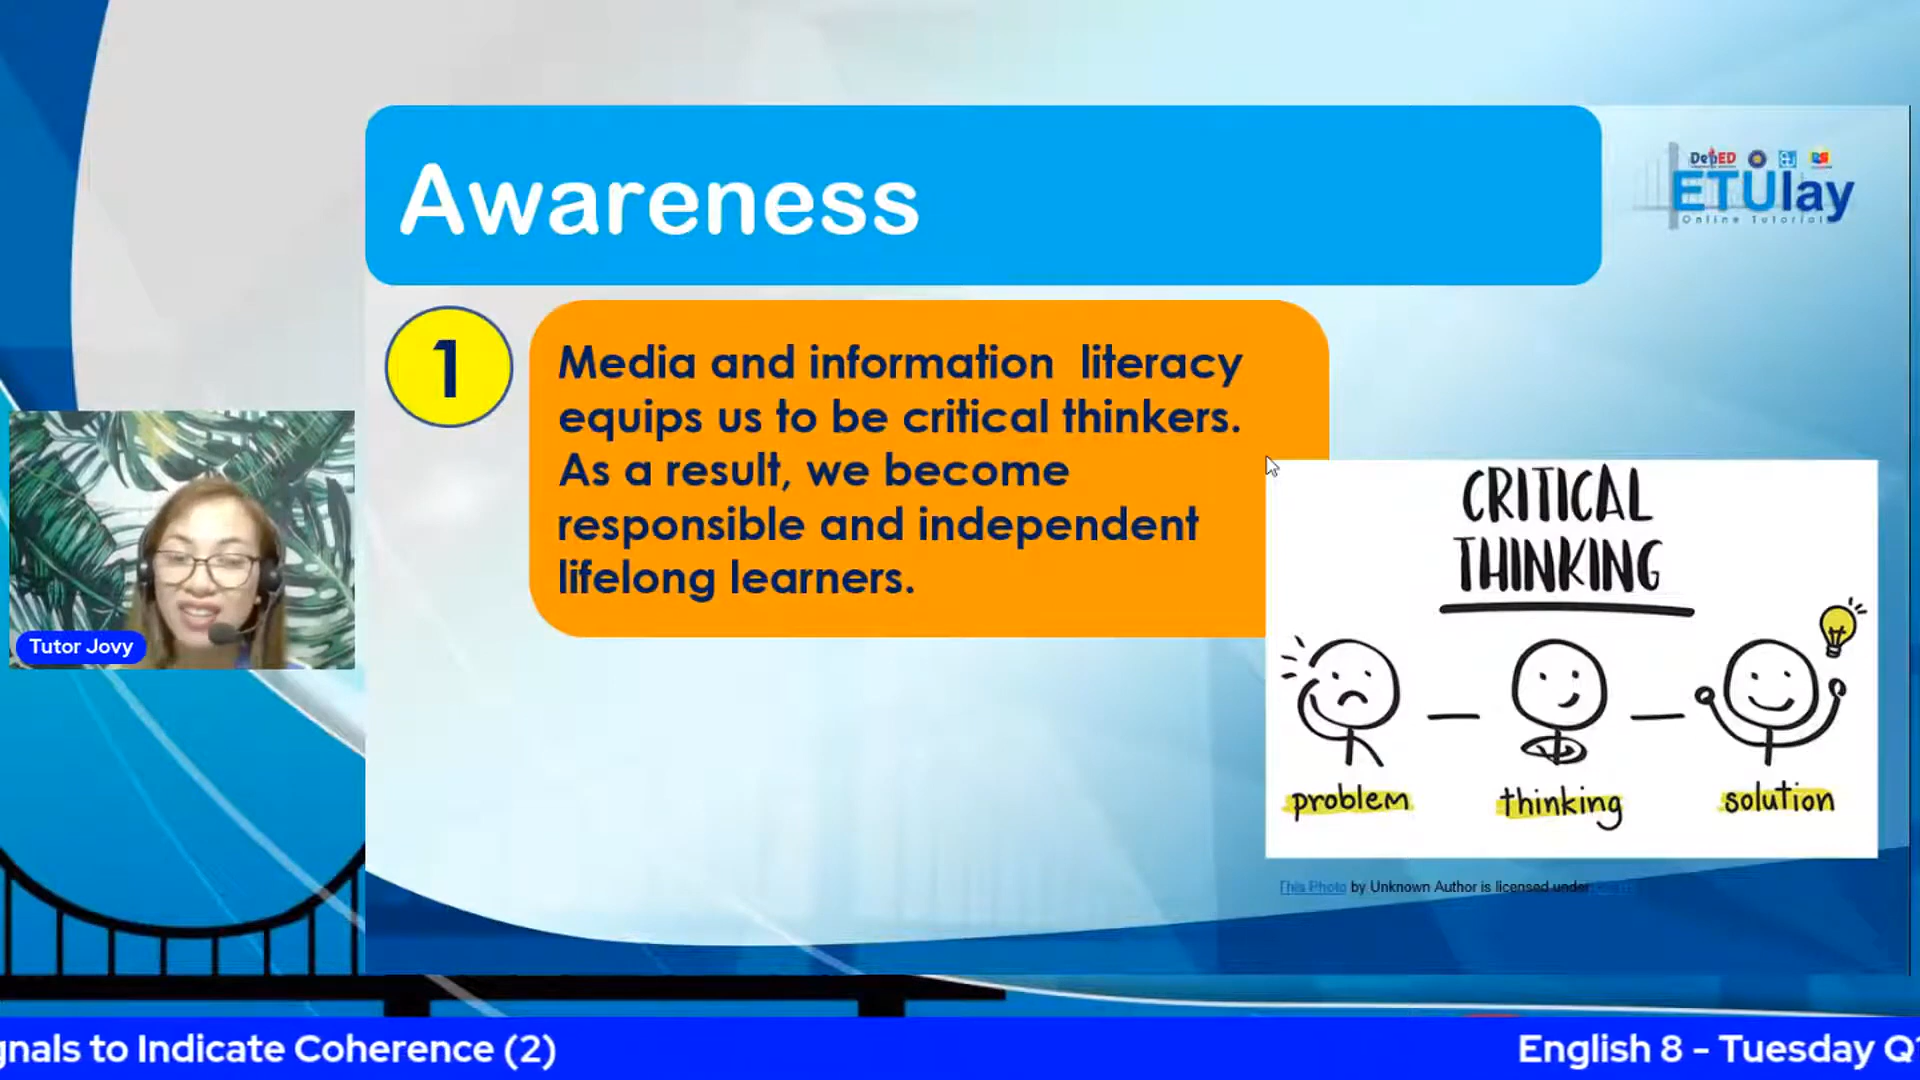 Awareness
DepED
ETUlay
Online Tutorial
1
Media and information literacy
equips us to be critical thinkers.
As a result, we become
responsible and independent
lifelong learners.
CRITICAL
THINKING
problem
thinking
solution
Tutor Jovy
This Photo by Unknown Author is licensed under
gnals to Indicate Coherence (2)
English 8 - Tuesday Q1